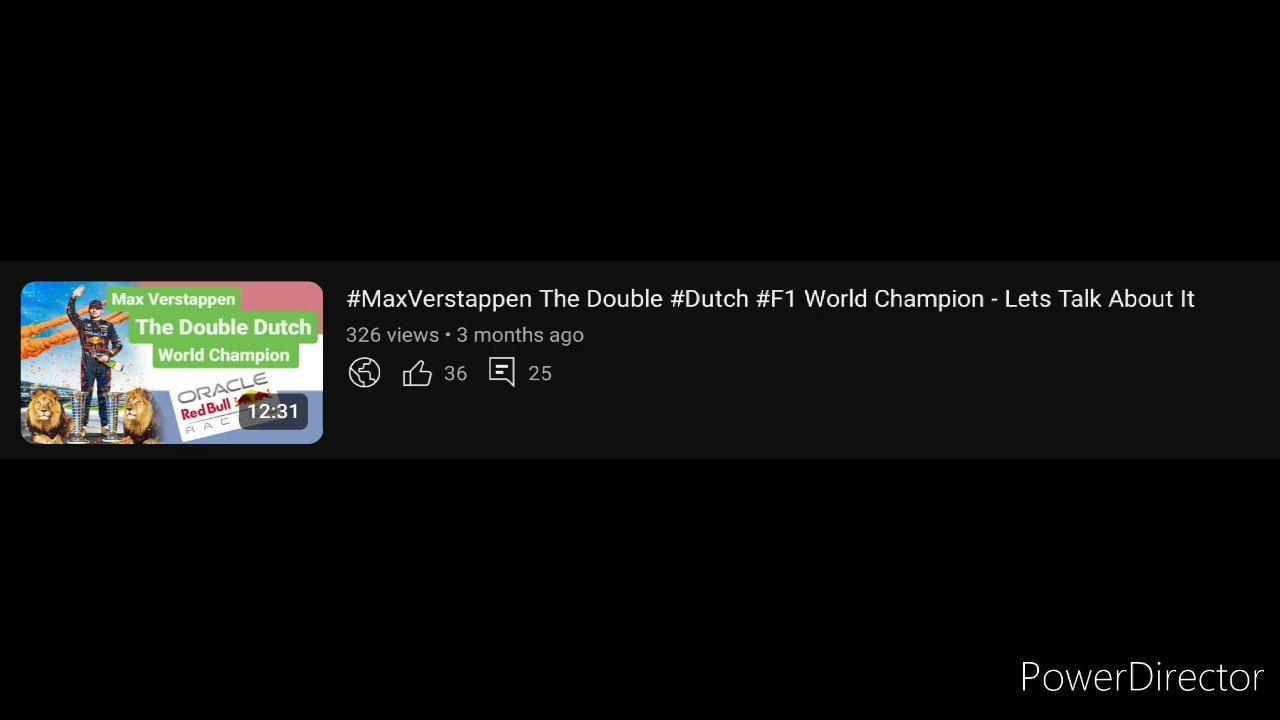 Max Verstappen
The Double Dutch
World Champion
ORACLE
Red Bull
RAC
12:31
#MaxVerstappen The Double #Dutch #F1 World Champion - Lets Talk About It
326 views • 3 months ago
36
25
PowerDirector